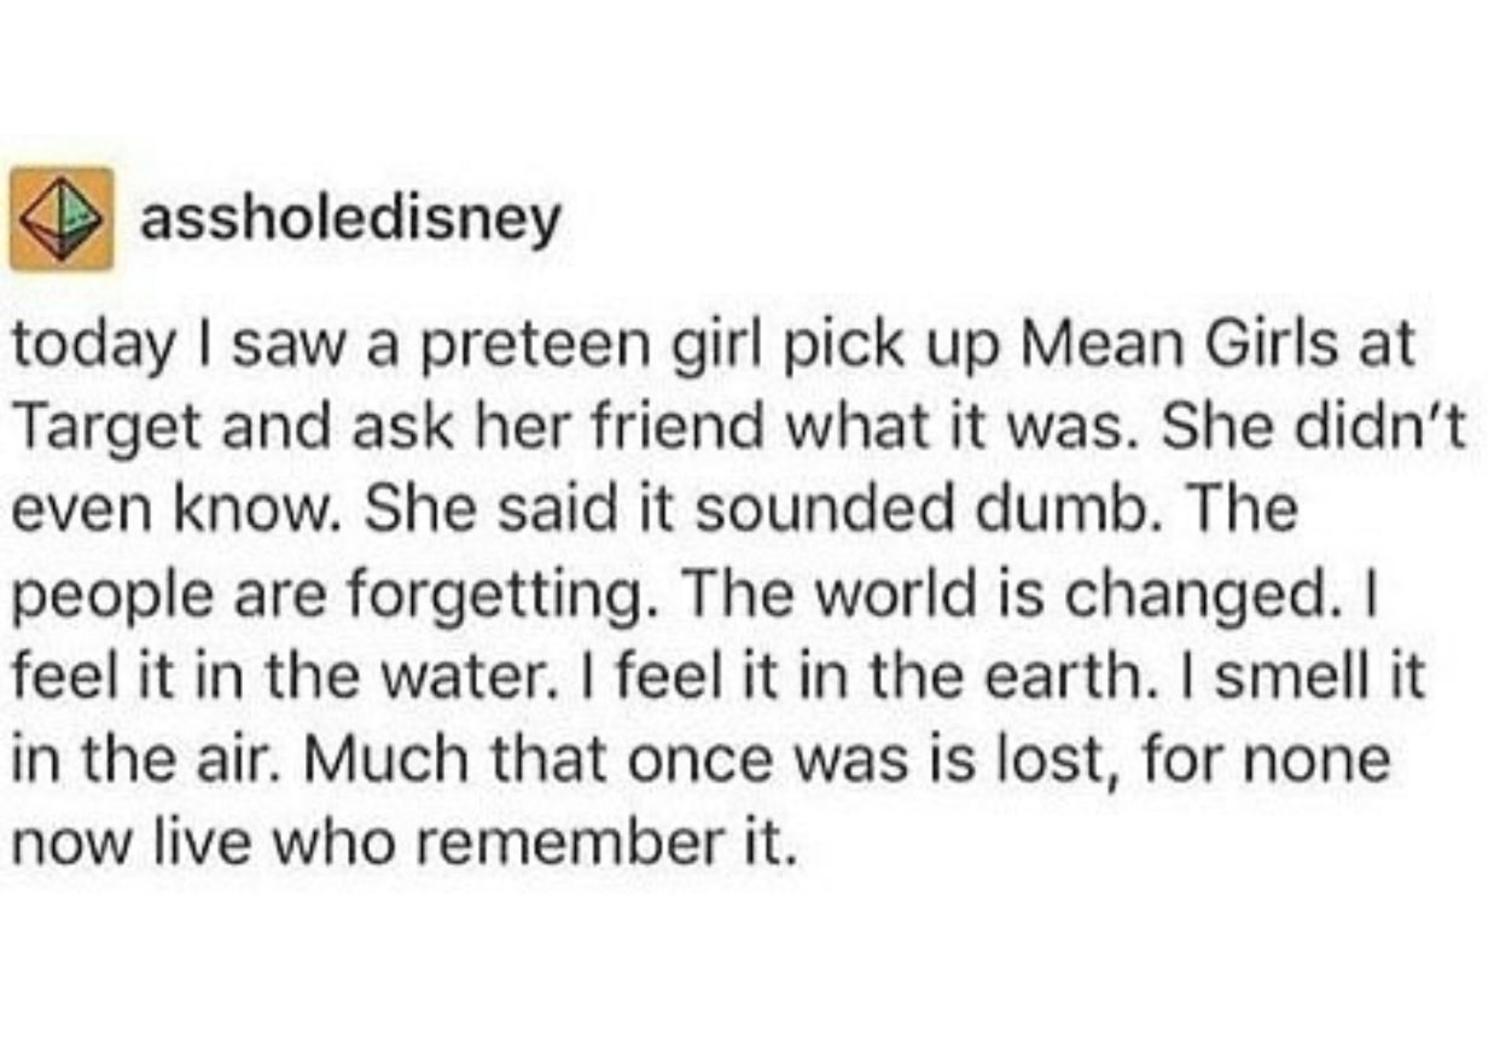 assholedisney
today I saw a preteen girl pick up Mean Girls at
Target and ask her friend what it was. She didn't
even know. She said it sounded dumb. The
people are forgetting. The world is changed. I
feel it in the water. I feel it in the earth. I smell it
in the air. Much that once was is lost, for none
now live who remember it.